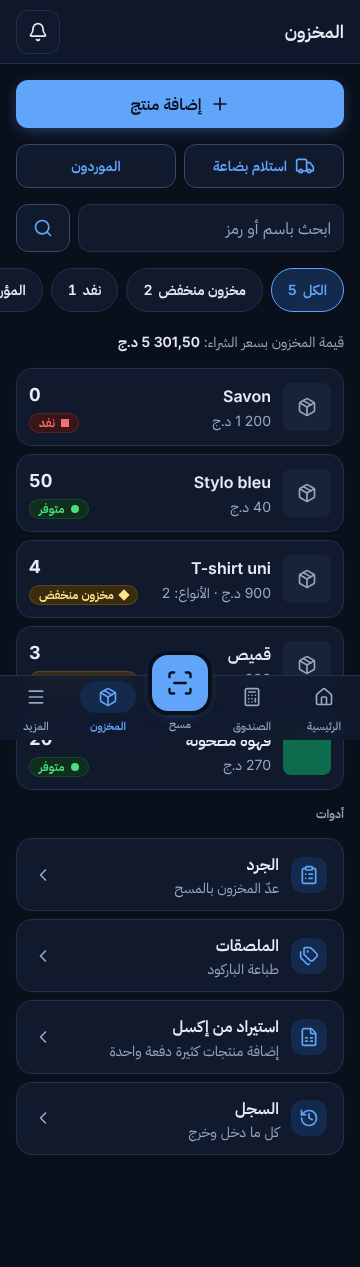 المخزون
إضافة منتج
استلام بضاعة
الموردون
ابحث باسم أو رمز
الكل 5
مخزون منخفض 2
نفد 1
قيمة المخزون بسعر الشراء: 5 301,50 د.ج
Savon
0
1 200 د.ج
نفد
Stylo bleu
50
40 د.ج
متوفر
T-shirt uni
4
900 د.ج · الأنواع: 2
مخزون منخفض
قميص
3
الرئيسية
الصندوق
مسح
المخزون
المزيد
قهوة مطحونة
20
270 د.ج
متوفر
أدوات
الجرد
عدّ المخزون بالمسح
الملصقات
طباعة الباركود
استيراد من إكسل
إضافة منتجات كثيرة دفعة واحدة
السجل
كل ما دخل وخرج